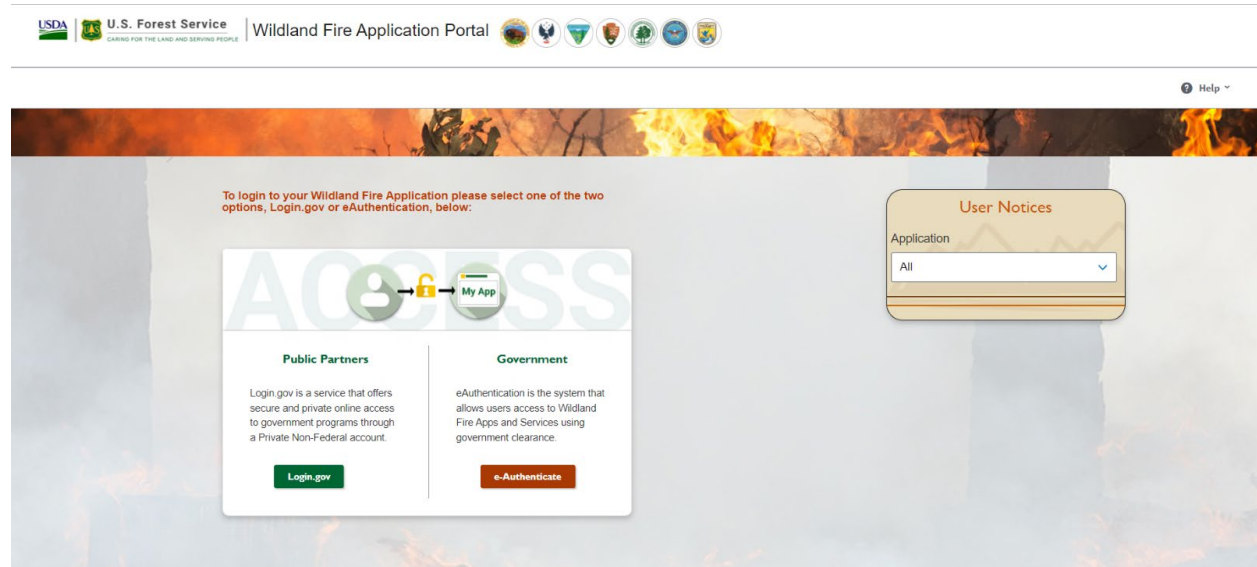 USDA
U.S. Forest Service
CARING FOR THE LAND AND SERVING PEOPLE
Wildland Fire Application Portal
Help
To login to your Wildland Fire Application please select one of the two
options, Login.gov or eAuthentication, below:
ACCESS
My App
Public Partners
Login.gov is a service that offers
secure and private online access
to government programs through
a Private Non-Federal account.
Login.gov
Government
eAuthentication is the system that
allows users access to Wildland
Fire Apps and Services using
government clearance.
e-Authenticate
User Notices
Application
All